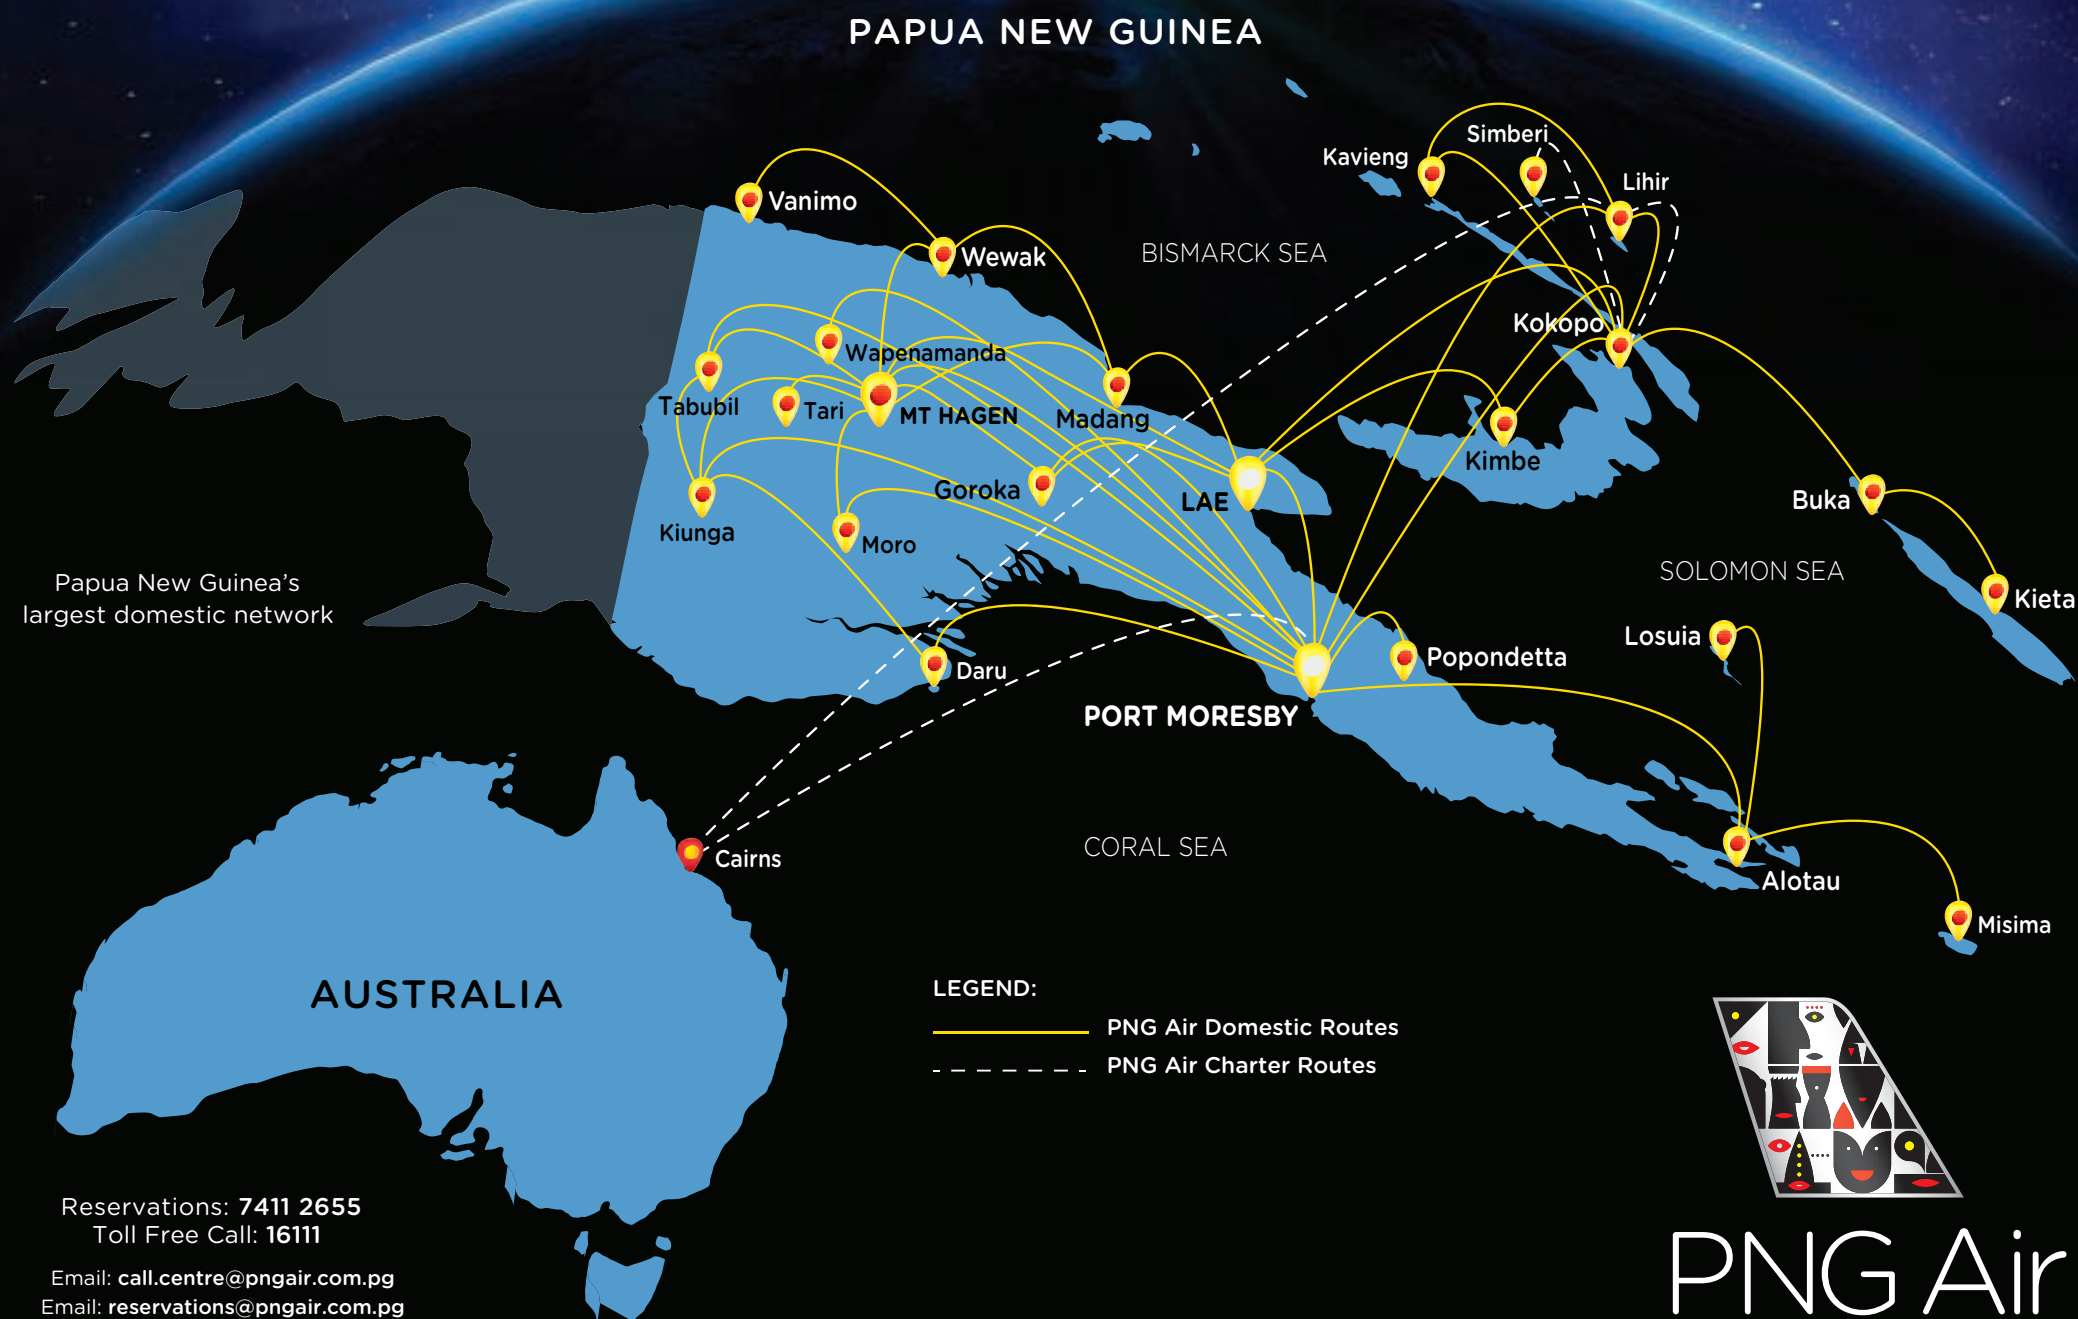 PAPUA NEW GUINEA
Simberi
Kavieng
Lihir
Vanimo
Wewak
BISMARCK SEA
Kokopo
Wapenamanda
Tabubil
Tari
MT HAGEN
Madang
Kimbe
Goroka
LAE
Buka
Kiunga
Moro
SOLOMON SEA
Papua New Guinea's
largest domestic network
Kieta
Losuia
Daru
Popondetta
PORT MORESBY
CORAL SEA
Cairns
Alotau
Misima
AUSTRALIA
LEGEND:
PNG Air Domestic Routes
PNG Air Charter Routes
Reservations: 7411 2655
Toll Free Call: 16111
Email: call.centre@pngair.com.pg
Email: reservations@pngair.com.pg
PNG Air